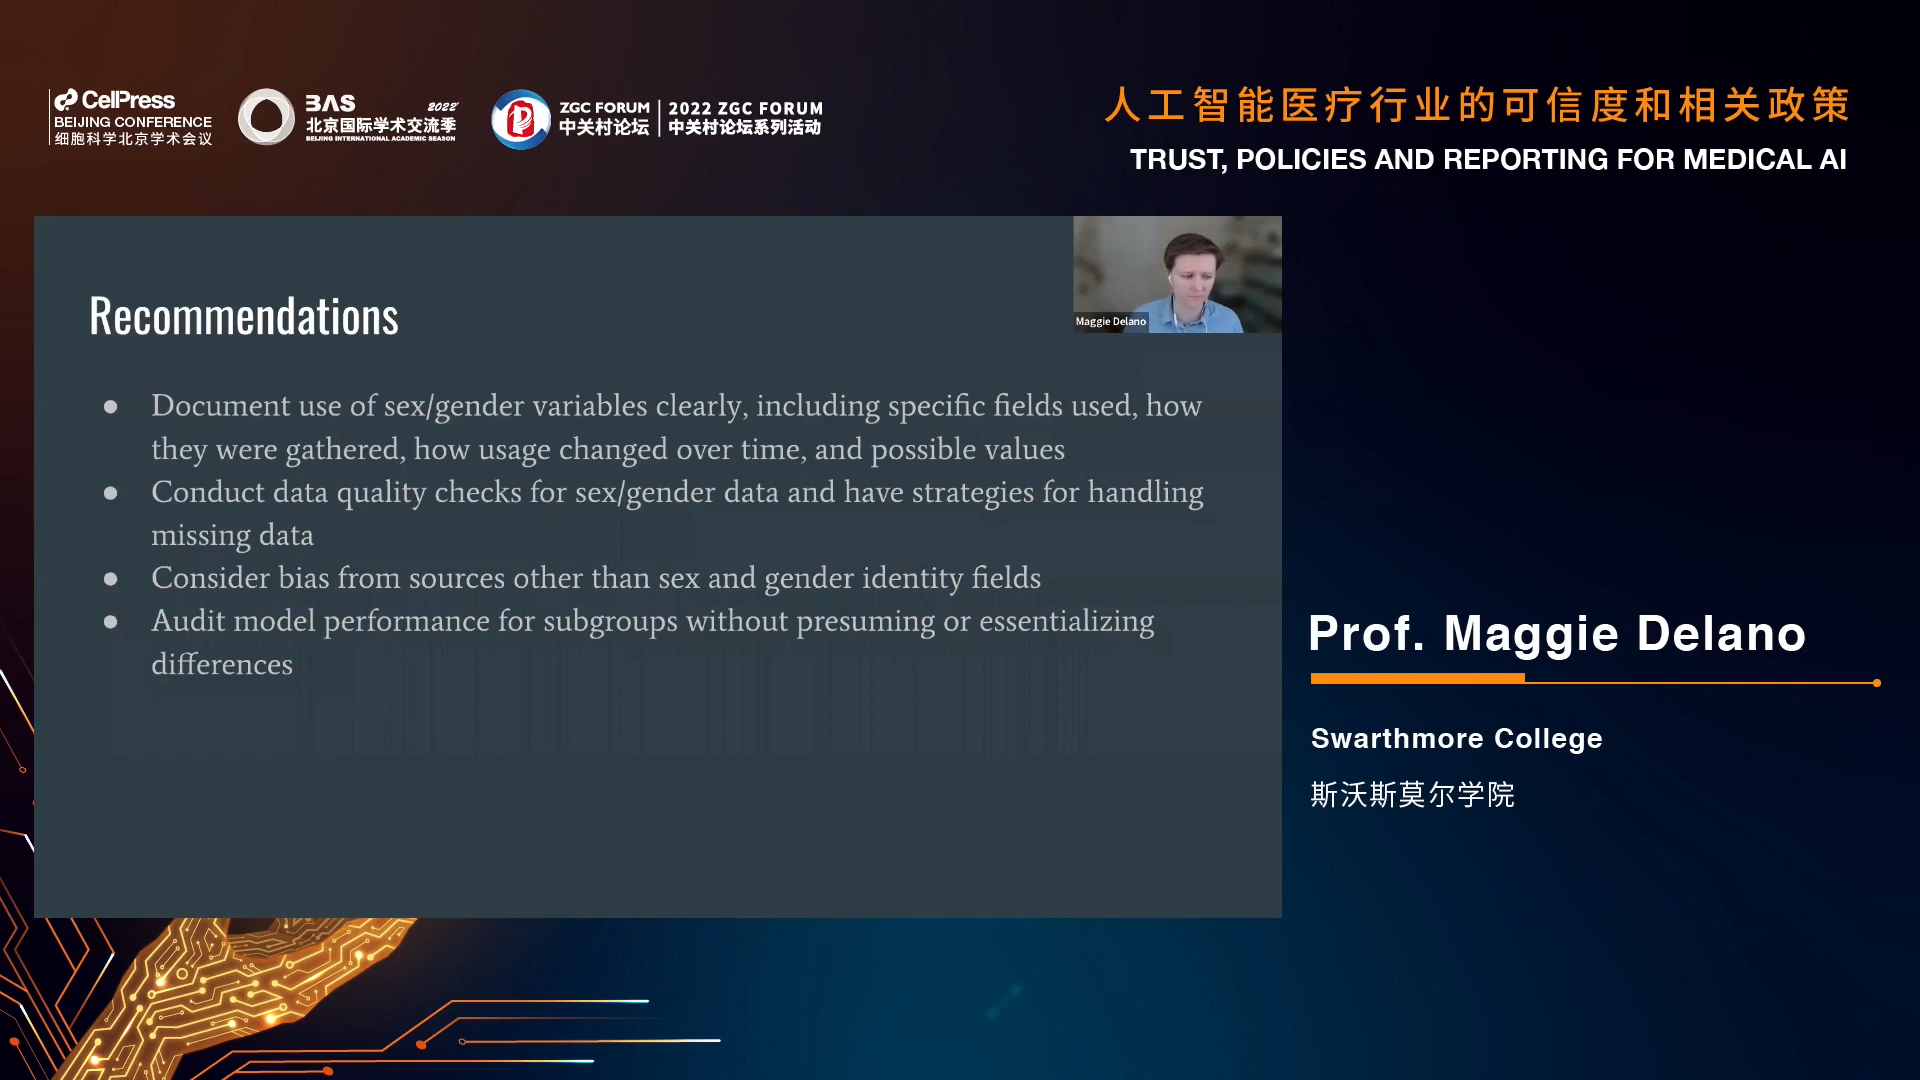 CellPress
BEIJING CONFERENCE
细胞科学北京学术会议
BAS 2022'
北京国际学术交流季
BEIJING INTERNATIONAL ACADEMIC SEASON
ZGC FORUM
中关村论坛
2022 ZGC FORUM
中关村论坛系列活动
人工智能医疗行业的可信度和相关政策
TRUST, POLICIES AND REPORTING FOR MEDICAL AI
Maggie Delano
Recommendations
● Document use of sex/gender variables clearly, including specific fields used, how
they were gathered, how usage changed over time, and possible values
● Conduct data quality checks for sex/gender data and have strategies for handling
missing data
● Consider bias from sources other than sex and gender identity fields
● Audit model performance for subgroups without presuming or essentializing
differences
Prof. Maggie Delano
Swarthmore College
斯沃斯莫尔学院